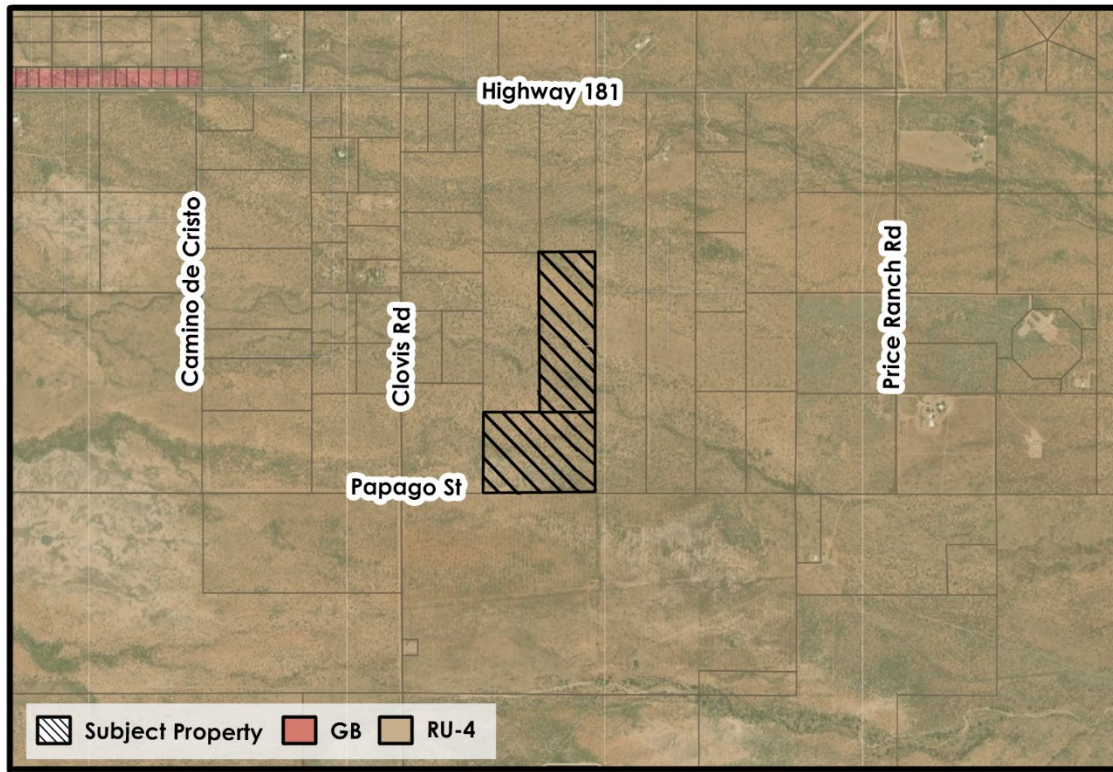 Highway 181
Camino de Cristo
Clovis Rd
Price Ranch Rd
Papago St
Subject Property
GB
RU-4